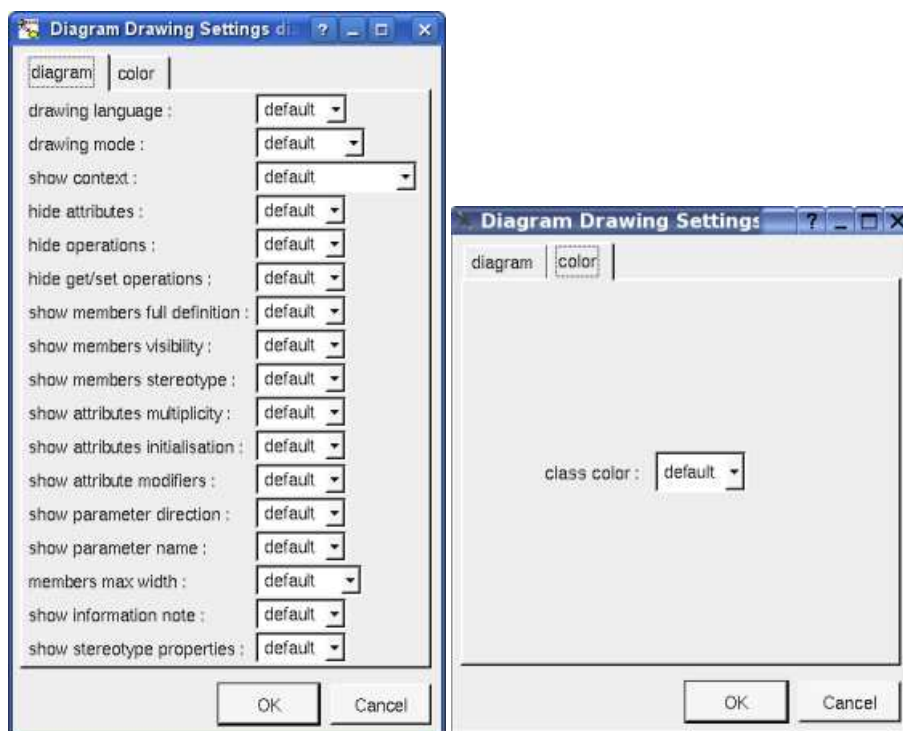 Diagram Drawing Settings
diagram color
drawing language : default
drawing mode : default
show context : default
hide attributes : default
hide operations : default
hide get/set operations : default
show members full definition : default
show members visibility : default
show members stereotype : default
show attributes multiplicity : default
show attributes initialisation : default
show attribute modifiers : default
show parameter direction : default
show parameter name : default
members max width : default
show information note : default
show stereotype properties : default
OK Cancel
Diagram Drawing Settings
diagram color
class color : default
OK Cancel